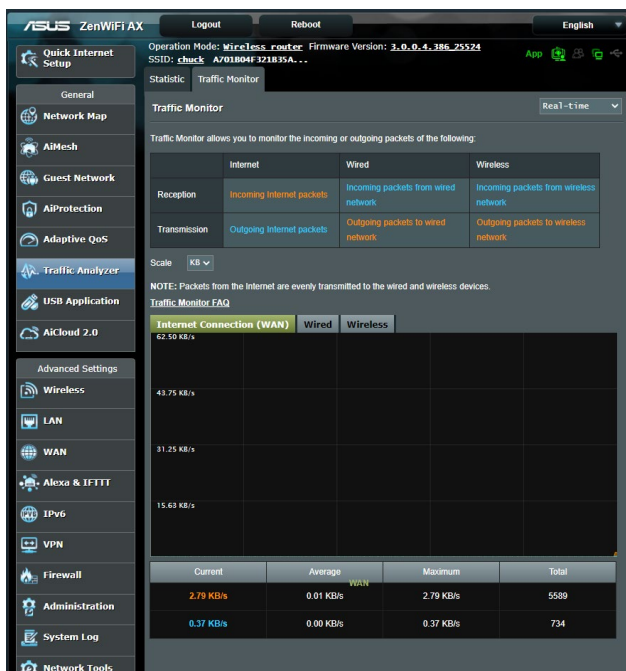 ASUS ZenWiFi AX Logout Reboot English
Quick Internet Setup
Operation Mode: Wireless router Firmware Version: 3.0.0.4.386_25524
SSID: chuck A701B04F321B35A...
App
Statistic Traffic Monitor
General
Network Map
AiMesh
Guest Network
AiProtection
Adaptive QoS
Traffic Analyzer
USB Application
AiCloud 2.0
Advanced Settings
Wireless
LAN
WAN
Alexa & IFTTT
IPv6
VPN
Firewall
Administration
System Log
Network Tools
Traffic Monitor
Real-time
Traffic Monitor allows you to monitor the incoming or outgoing packets of the following:
Internet Wired Wireless
Reception Incoming Internet packets Incoming packets from wired network Incoming packets from wireless network
Transmission Outgoing Internet packets Outgoing packets to wired network Outgoing packets to wireless network
Scale KB
NOTE: Packets from the Internet are evenly transmitted to the wired and wireless devices.
Traffic Monitor FAQ
Internet Connection (WAN) Wired Wireless
62.50 KB/s
43.75 KB/s
31.25 KB/s
15.63 KB/s
Current Average Maximum Total
WAN
2.79 KB/s 0.01 KB/s 2.79 KB/s 5589
0.37 KB/s 0.00 KB/s 0.37 KB/s 734